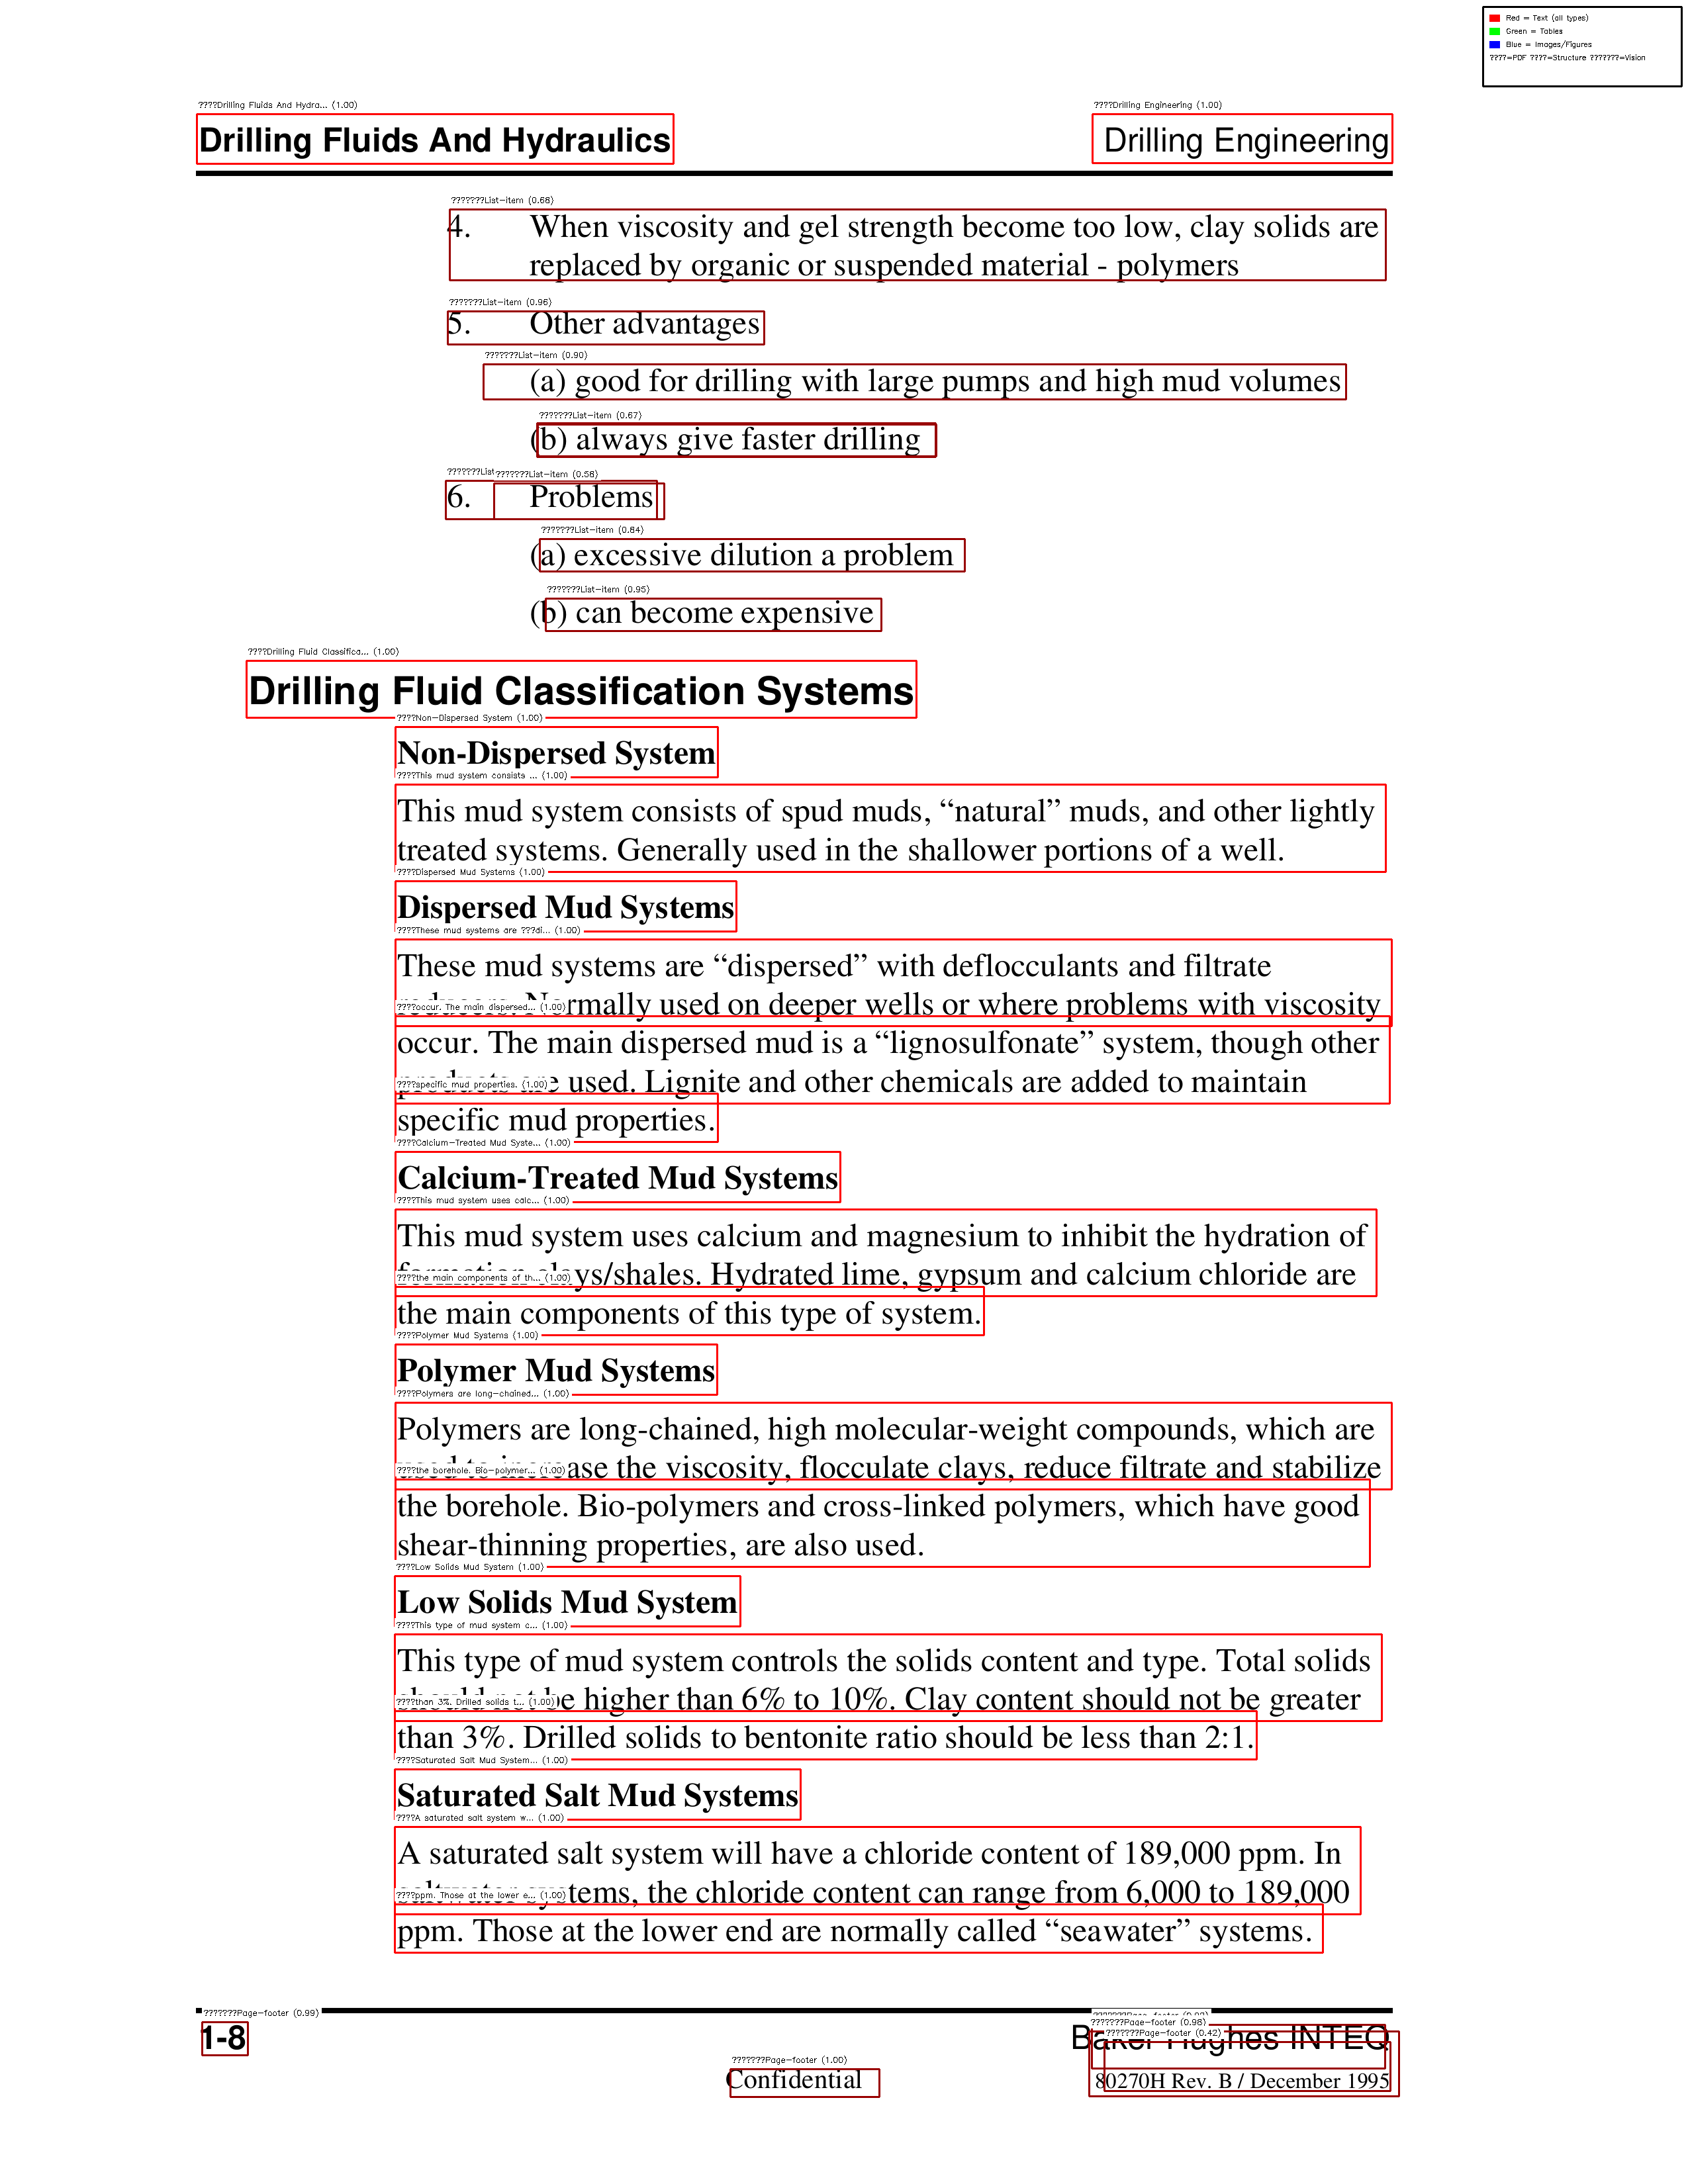 Red = Text (all types)
Green = Tables
Blue = Images/Figures
????=PDF ????=Structure ???????=Vision
????Drilling Fluids And Hydra... (1.00)
????Drilling Engineering (1.00)
Drilling Fluids And Hydraulics
Drilling Engineering
???????List-item (0.68)
4. When viscosity and gel strength become too low, clay solids are
replaced by organic or suspended material - polymers
???????List-item (0.96)
5. Other advantages
???????List-item (0.90)
(a) good for drilling with large pumps and high mud volumes
???????List-item (0.67)
(b) always give faster drilling
???????List
???????List-item (0.58)
6. Problems
???????List-item (0.84)
(a) excessive dilution a problem
???????List-item (0.95)
(b) can become expensive
????Drilling Fluid Classifica... (1.00)
Drilling Fluid Classification Systems
????Non-Dispersed System (1.00)
Non-Dispersed System
????This mud system consists ... (1.00)
This mud system consists of spud muds, “natural” muds, and other lightly
treated systems. Generally used in the shallower portions of a well.
????Dispersed Mud Systems (1.00)
Dispersed Mud Systems
????These mud systems are ???di... (1.00)
These mud systems are “dispersed” with deflocculants and filtrate
reducers. Normally used on deeper wells or where problems with viscosity
????occur. The main dispersed... (1.00)
occur. The main dispersed mud is a “lignosulfonate” system, though other
products are used. Lignite and other chemicals are added to maintain
????specific mud properties. (1.00)
specific mud properties.
????Calcium-Treated Mud Syste... (1.00)
Calcium-Treated Mud Systems
????This mud system uses calc... (1.00)
This mud system uses calcium and magnesium to inhibit the hydration of
formation clays/shales. Hydrated lime, gypsum and calcium chloride are
????the main components of th... (1.00)
the main components of this type of system.
????Polymer Mud Systems (1.00)
Polymer Mud Systems
????Polymers are long-chained... (1.00)
Polymers are long-chained, high molecular-weight compounds, which are
used to increase the viscosity, flocculate clays, reduce filtrate and stabilize
????the borehole. Bio-polymer... (1.00)
the borehole. Bio-polymers and cross-linked polymers, which have good
shear-thinning properties, are also used.
????Low Solids Mud System (1.00)
Low Solids Mud System
????This type of mud system c... (1.00)
This type of mud system controls the solids content and type. Total solids
should not be higher than 6% to 10%. Clay content should not be greater
????than 3%. Drilled solids t... (1.00)
than 3%. Drilled solids to bentonite ratio should be less than 2:1.
????Saturated Salt Mud System... (1.00)
Saturated Salt Mud Systems
????A saturated salt system w... (1.00)
A saturated salt system will have a chloride content of 189,000 ppm. In
saltwater systems, the chloride content can range from 6,000 to 189,000
????ppm. Those at the lower e... (1.00)
ppm. Those at the lower end are normally called “seawater” systems.
???????Page-footer (0.99)
???????Page-footer (0.98)
???????Page-footer (0.42)
1-8
Baker Hughes INTEQ
???????Page-footer (1.00)
Confidential
80270H Rev. B / December 1995